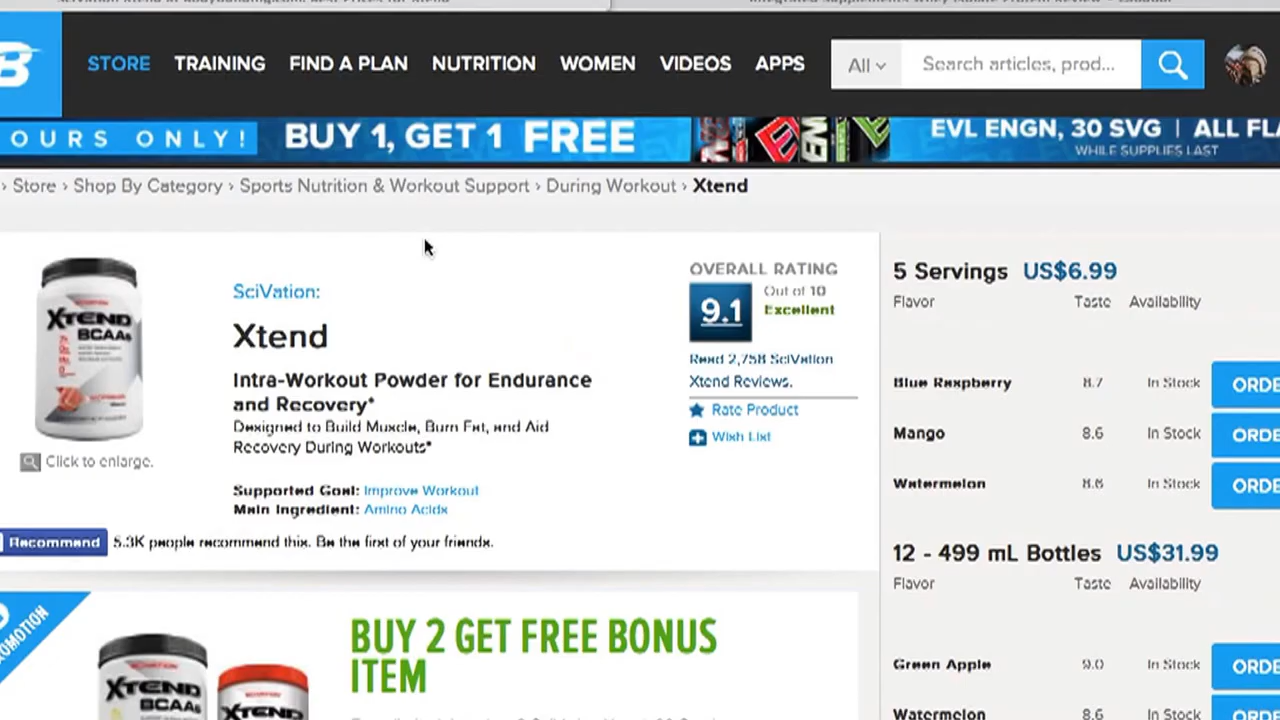 B
STORE TRAINING FIND A PLAN NUTRITION WOMEN VIDEOS APPS
All
Search articles, prod...
OURS ONLY!
BUY 1, GET 1 FREE
EVL ENGN, 30 SVG | ALL FLA
WHILE SUPPLIES LAST
› Store › Shop By Category › Sports Nutrition & Workout Support › During Workout › Xtend
XTEND
BCAAs
Click to enlarge.
SciVation:
Xtend
Intra-Workout Powder for Endurance
and Recovery*
Designed to Build Muscle, Burn Fat, and Aid
Recovery During Workouts*
Supported Goal: Improve Workout
Main Ingredient: Amino Acids
Recommend 5.3K people recommend this. Be the first of your friends.
OVERALL RATING
9.1
Out of 10
Excellent
Read 2,758 SciVation
Xtend Reviews.
Rate Product
Wish List
5 Servings US$6.99
Flavor Taste Availability
Blue Raspberry 8.7 In Stock ORDE
Mango 8.6 In Stock ORDE
Watermelon 8.6 In Stock ORDE
12 - 499 mL Bottles US$31.99
Flavor Taste Availability
Green Apple 9.0 In Stock ORDE
Watermelon 8.6 In Stock ORDE
OMOTION
BUY 2 GET FREE BONUS
ITEM
XTEND
BCAAs
XTEND